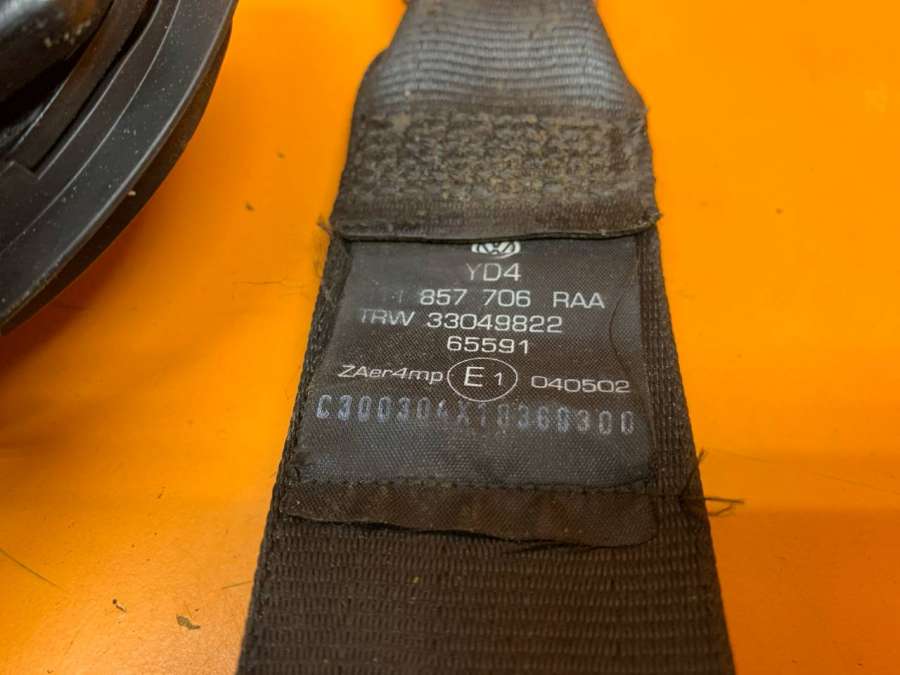 YD4
857 706 RAA
TRW 33049822
65591
ZAer4mp E1 040502